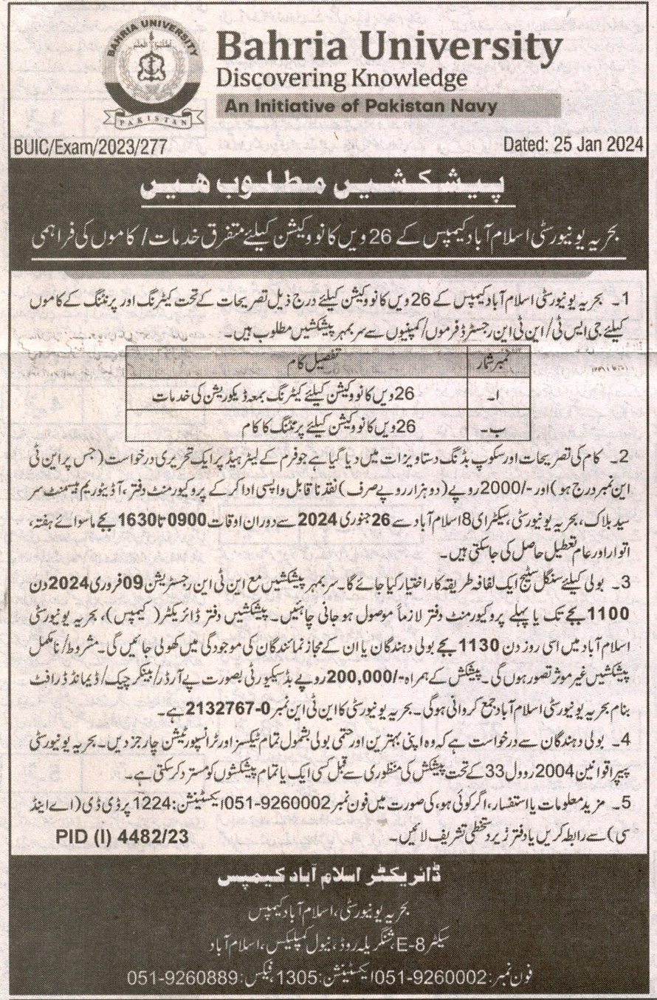 BAHRIA UNIVERSITY
PAKISTAN
Bahria University
Discovering Knowledge
An Initiative of Pakistan Navy
BUIC/Exam/2023/277
Dated: 25 Jan 2024
پیشکشیں مطلوب ھیں
بحریہ یونیورسٹی اسلام آباد کیمپس کے 26 ویں کانووکیشن کیلئے متفرق خدمات / کاموں کی فراہمی
1۔ بحریہ یونیورسٹی اسلام آباد کیمپس کے 26 ویں کانووکیشن کیلئے درج ذیل تصریحات کے تحت کیٹرنگ اور پرنٹنگ کے کاموں
کیلئے جی ایس ٹی / این ٹی این رجسٹرڈ فرموں / کمپنیوں سے سربمہر پیشکشیں مطلوب ہیں۔
نمبر شمار تفصیل کام
ا۔ 26 ویں کانووکیشن کیلئے کیٹرنگ بمعہ ڈیکوریشن کی خدمات
ب۔ 26 ویں کانووکیشن کیلئے پرنٹنگ کا کام
2۔ کام کی تصریحات اور سکوپ بڈنگ دستاویزات میں دیا گیا ہے جو فرم کے لیٹر ہیڈ پر ایک تحریری درخواست (جس پر این ٹی
این نمبر درج ہو) اور -/2000 روپے (دو ہزار روپے صرف) نقد ناقابل واپسی ادا کر کے پروکیورمنٹ دفتر، آڈیٹوریم بیسمنٹ سر
سید بلاک، بحریہ یونیورسٹی، سیکٹر ای 8 اسلام آباد سے 26 جنوری 2024 سے دوران اوقات 0900 تا 1630 بجے ماسوائے ہفتہ،
اتوار اور عام تعطیل حاصل کی جا سکتی ہیں۔
3۔ بولی کیلئے سنگل سٹیج ایک لفافہ طریقہ کار اختیار کیا جائے گا۔ سربمہر پیشکشیں مع این ٹی این رجسٹریشن 09 فروری 2024 دن
1100 بجے تک یا پہلے پروکیورمنٹ دفتر لازماً موصول ہو جانی چاہئیں۔ پیشکشیں دفتر ڈائریکٹر (کیمپس)، بحریہ یونیورسٹی
اسلام آباد میں اسی روز دن 1130 بجے بولی دہندگان یا ان کے مجاز نمائندگان کی موجودگی میں کھولی جائیں گی۔ مشروط / نامکمل
پیشکشیں غیر موثر تصور ہوں گی۔ پیشکش کے ہمراہ -/200,000 روپے بڈ سیکیورٹی بصورت پے آرڈر / بینکر چیک / ڈیمانڈ ڈرافٹ
بنام بحریہ یونیورسٹی اسلام آباد جمع کروانی ہوگی۔ بحریہ یونیورسٹی کا این ٹی این نمبر 2132767-0 ہے۔
4۔ بولی دہندگان سے درخواست ہے کہ وہ اپنی بہترین اور حتمی بولی بشمول تمام ٹیکسز اور ٹرانسپورٹیشن چارجز دیں۔ بحریہ یونیورسٹی
پیپرا قوانین 2004 روول 33 کے تحت پیشکش کی منظوری سے قبل کسی ایک یا تمام پیشکشوں کو مسترد کر سکتی ہے۔
5۔ مزید معلومات یا استفسار، اگر کوئی ہو، کی صورت میں فون نمبر 051-9260002 ایکسٹینشن: 1224 پر ڈی ڈی (اے اینڈ
سی) سے رابطہ کریں یا دفتر زیر دستخطی تشریف لائیں۔
PID (I) 4482/23
ڈائریکٹر اسلام آباد کیمپس
بحریہ یونیورسٹی، اسلام آباد کیمپس
سیکٹر E-8، شنگریلہ روڈ، نیول کمپلیکس، اسلام آباد
فون نمبر: 051-9260002 ایکسٹینشن: 1305، فیکس: 051-9260889